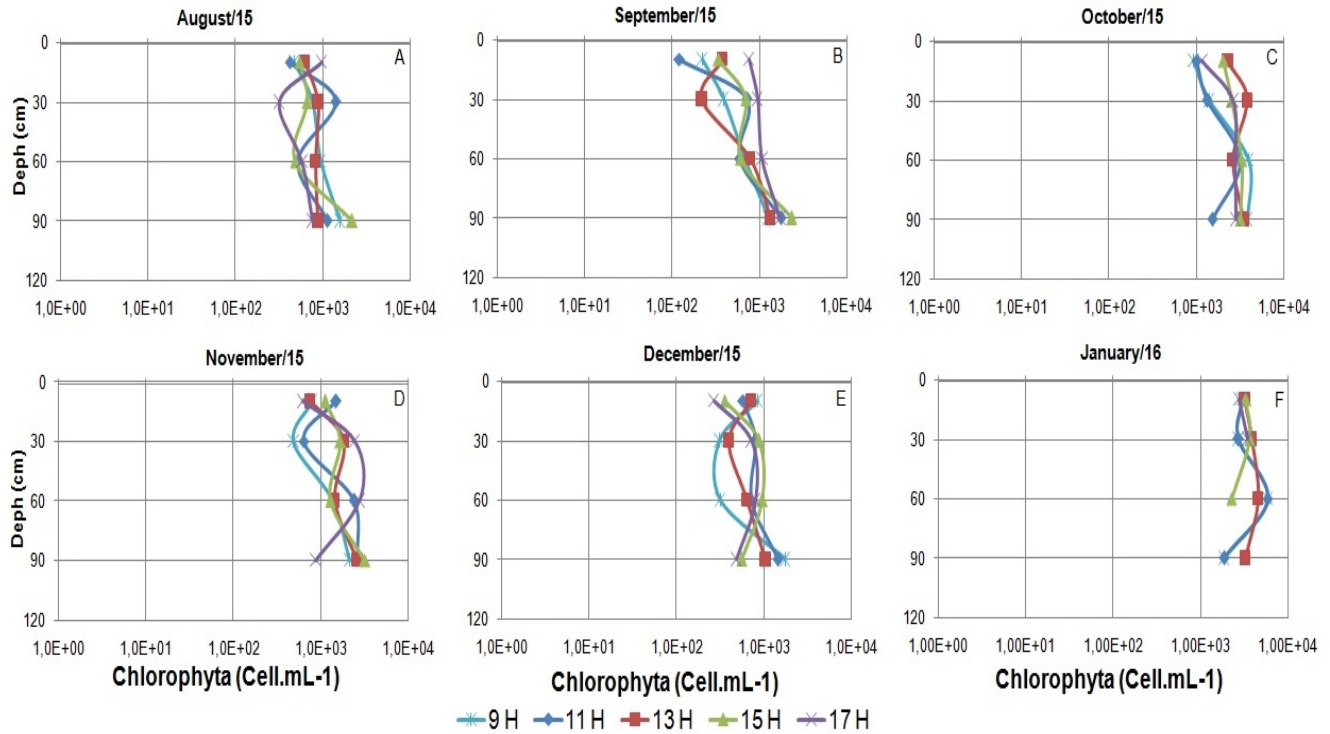 August/15
September/15
October/15
0
30
60
90
120
Deph (cm)
A
1,0E+00 1,0E+01 1,0E+02 1,0E+03 1,0E+04
0
30
60
90
120
B
1,0E+00 1,0E+01 1,0E+02 1,0E+03 1,0E+04
0
30
60
90
120
C
1,0E+00 1,0E+01 1,0E+02 1,0E+03 1,0E+04
November/15
December/15
January/16
0
30
60
90
120
Deph (cm)
D
1,0E+00 1,0E+01 1,0E+02 1,0E+03 1,0E+04
Chlorophyta (Cell.mL-1)
0
30
60
90
120
E
1,0E+00 1,0E+01 1,0E+02 1,0E+03 1,0E+04
Chlorophyta (Cell.mL-1)
0
30
60
90
120
F
1,00E+00 1,00E+01 1,00E+02 1,00E+03 1,00E+04
Chlorophyta (Cell.mL-1)
9 H 11 H 13 H 15 H 17 H